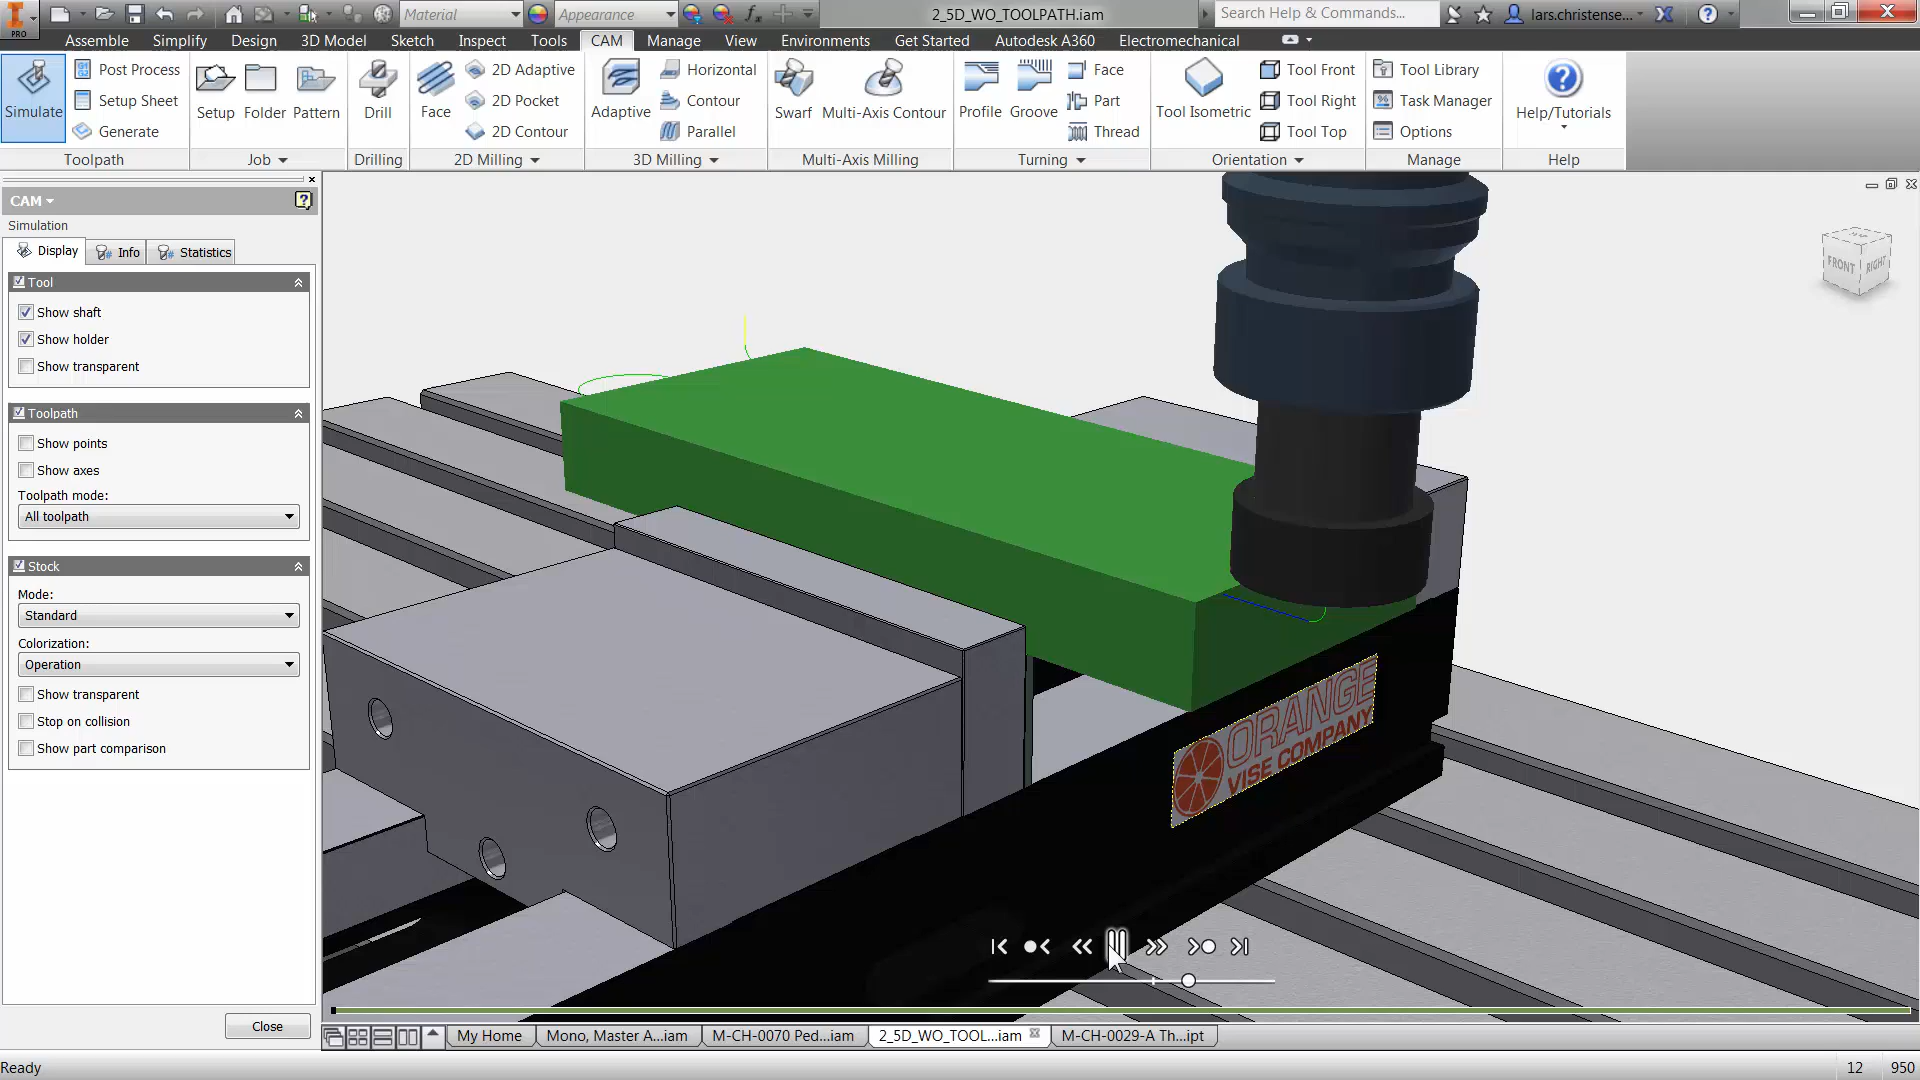 PRO
Material
Appearance
2_5D_WO_TOOLPATH.iam
Search Help & Commands...
lars.christense...
Assemble Simplify Design 3D Model Sketch Inspect Tools CAM Manage View Environments Get Started Autodesk A360 Electromechanical
Simulate
Post Process
Setup Sheet
Generate
Toolpath
Setup
Folder
Pattern
Job
Drill
Drilling
Face
2D Adaptive
2D Pocket
2D Contour
2D Milling
Adaptive
Horizontal
Contour
Parallel
3D Milling
Swarf
Multi-Axis Contour
Multi-Axis Milling
Profile
Groove
Face
Part
Thread
Turning
Tool Isometric
Tool Front
Tool Right
Tool Top
Orientation
Tool Library
Task Manager
Options
Manage
Help/Tutorials
Help
CAM
Simulation
Display
Info
Statistics
Tool
Show shaft
Show holder
Show transparent
Toolpath
Show points
Show axes
Toolpath mode:
All toolpath
Stock
Mode:
Standard
Colorization:
Operation
Show transparent
Stop on collision
Show part comparison
Close
FRONT
RIGHT
ORANGE
VISE COMPANY
My Home
Mono, Master A...iam
M-CH-0070 Ped...iam
2_5D_WO_TOOL...iam
M-CH-0029-A Th...ipt
Ready
12
950